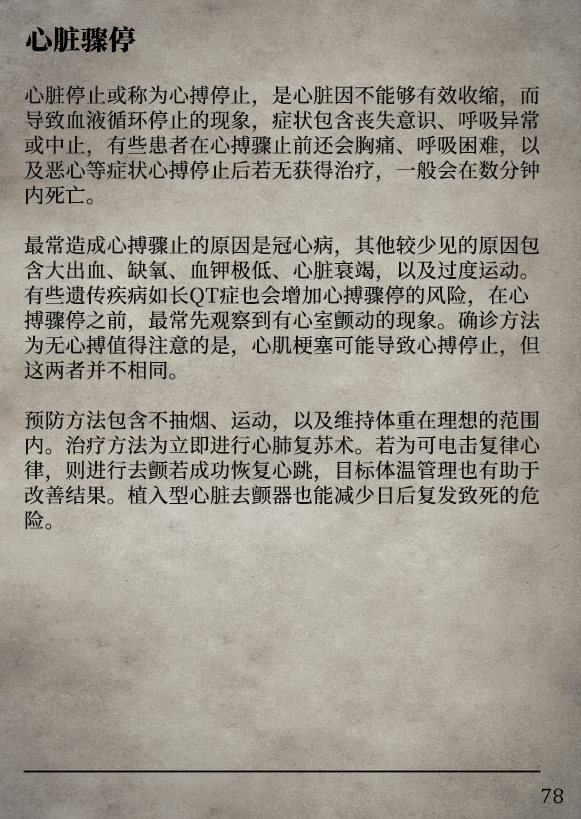 心脏骤停
心脏停止或称为心搏停止，是心脏因不能够有效收缩，而
导致血液循环停止的现象，症状包含丧失意识、呼吸异常
或中止，有些患者在心搏骤止前还会胸痛、呼吸困难，以
及恶心等症状心搏停止后若无获得治疗，一般会在数分钟
内死亡。
最常造成心搏骤止的原因是冠心病，其他较少见的原因包
含大出血、缺氧、血钾极低、心脏衰竭，以及过度运动。
有些遗传疾病如长QT症也会增加心搏骤停的风险，在心
搏骤停之前，最常先观察到有心室颤动的现象。确诊方法
为无心搏值得注意的是，心肌梗塞可能导致心搏停止，但
这两者并不相同。
预防方法包含不抽烟、运动，以及维持体重在理想的范围
内。治疗方法为立即进行心肺复苏术。若为可电击复律心
律，则进行去颤若成功恢复心跳，目标体温管理也有助于
改善结果。植入型心脏去颤器也能减少日后复发致死的危
险。
78